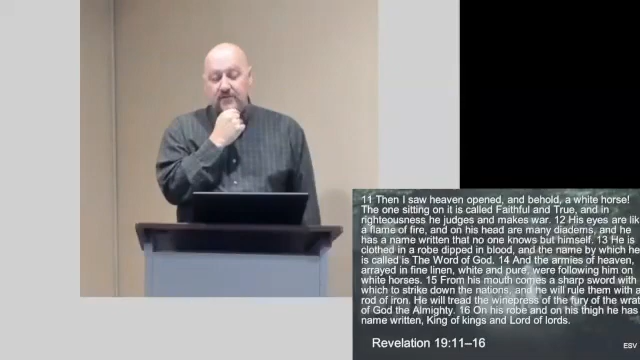 11 Then I saw heaven opened, and behold, a white horse!
The one sitting on it is called Faithful and True, and in
righteousness he judges and makes war. 12 His eyes are lik
a flame of fire, and on his head are many diadems, and he
has a name written that no one knows but himself. 13 He is
clothed in a robe dipped in blood, and the name by which he
is called is The Word of God. 14 And the armies of heaven,
arrayed in fine linen, white and pure, were following him on
white horses. 15 From his mouth comes a sharp sword with
which to strike down the nations, and he will rule them with a
rod of iron. He will tread the winepress of the fury of the wrat
of God the Almighty. 16 On his robe and on his thigh he has
name written, King of kings and Lord of lords.
Revelation 19:11–16
ESV